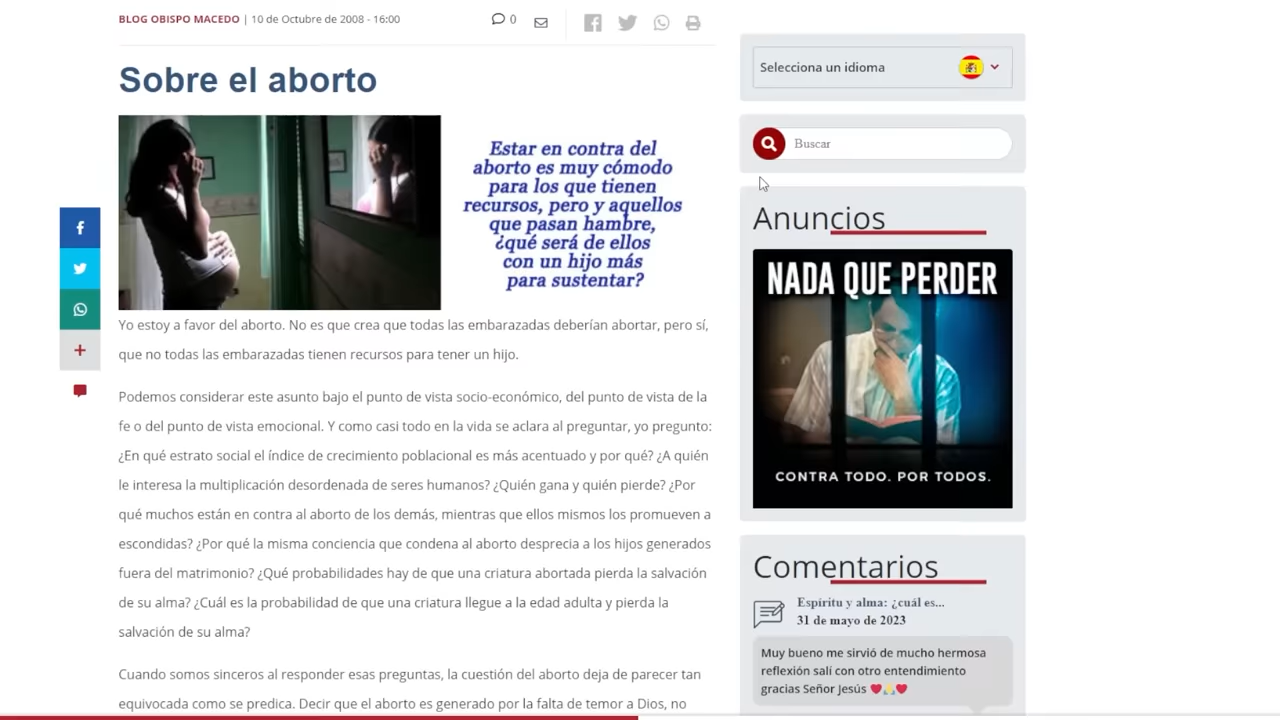 BLOG OBISPO MACEDO | 10 de Octubre de 2008 - 16:00
0
Sobre el aborto
Estar en contra del
aborto es muy cómodo
para los que tienen
recursos, pero y aquellos
que pasan hambre,
¿qué será de ellos
con un hijo más
para sustentar?
Yo estoy a favor del aborto. No es que crea que todas las embarazadas deberían abortar, pero sí,
que no todas las embarazadas tienen recursos para tener un hijo.
Podemos considerar este asunto bajo el punto de vista socio-económico, del punto de vista de la
fe o del punto de vista emocional. Y como casi todo en la vida se aclara al preguntar, yo pregunto:
¿En qué estrato social el índice de crecimiento poblacional es más acentuado y por qué? ¿A quién
le interesa la multiplicación desordenada de seres humanos? ¿Quién gana y quién pierde? ¿Por
qué muchos están en contra al aborto de los demás, mientras que ellos mismos los promueven a
escondidas? ¿Por qué la misma conciencia que condena al aborto desprecia a los hijos generados
fuera del matrimonio? ¿Qué probabilidades hay de que una criatura abortada pierda la salvación
de su alma? ¿Cuál es la probabilidad de que una criatura llegue a la edad adulta y pierda la
salvación de su alma?
Cuando somos sinceros al responder esas preguntas, la cuestión del aborto deja de parecer tan
equivocada como se predica. Decir que el aborto es generado por la falta de temor a Dios, no
Selecciona un idioma
Buscar
Anuncios
NADA QUE PERDER
CONTRA TODO. POR TODOS.
Comentarios
Espíritu y alma: ¿cuál es...
31 de mayo de 2023
Muy bueno me sirvió de mucho hermosa
reflexión salí con otro entendimiento
gracias Señor Jesús ❤️🙏❤️